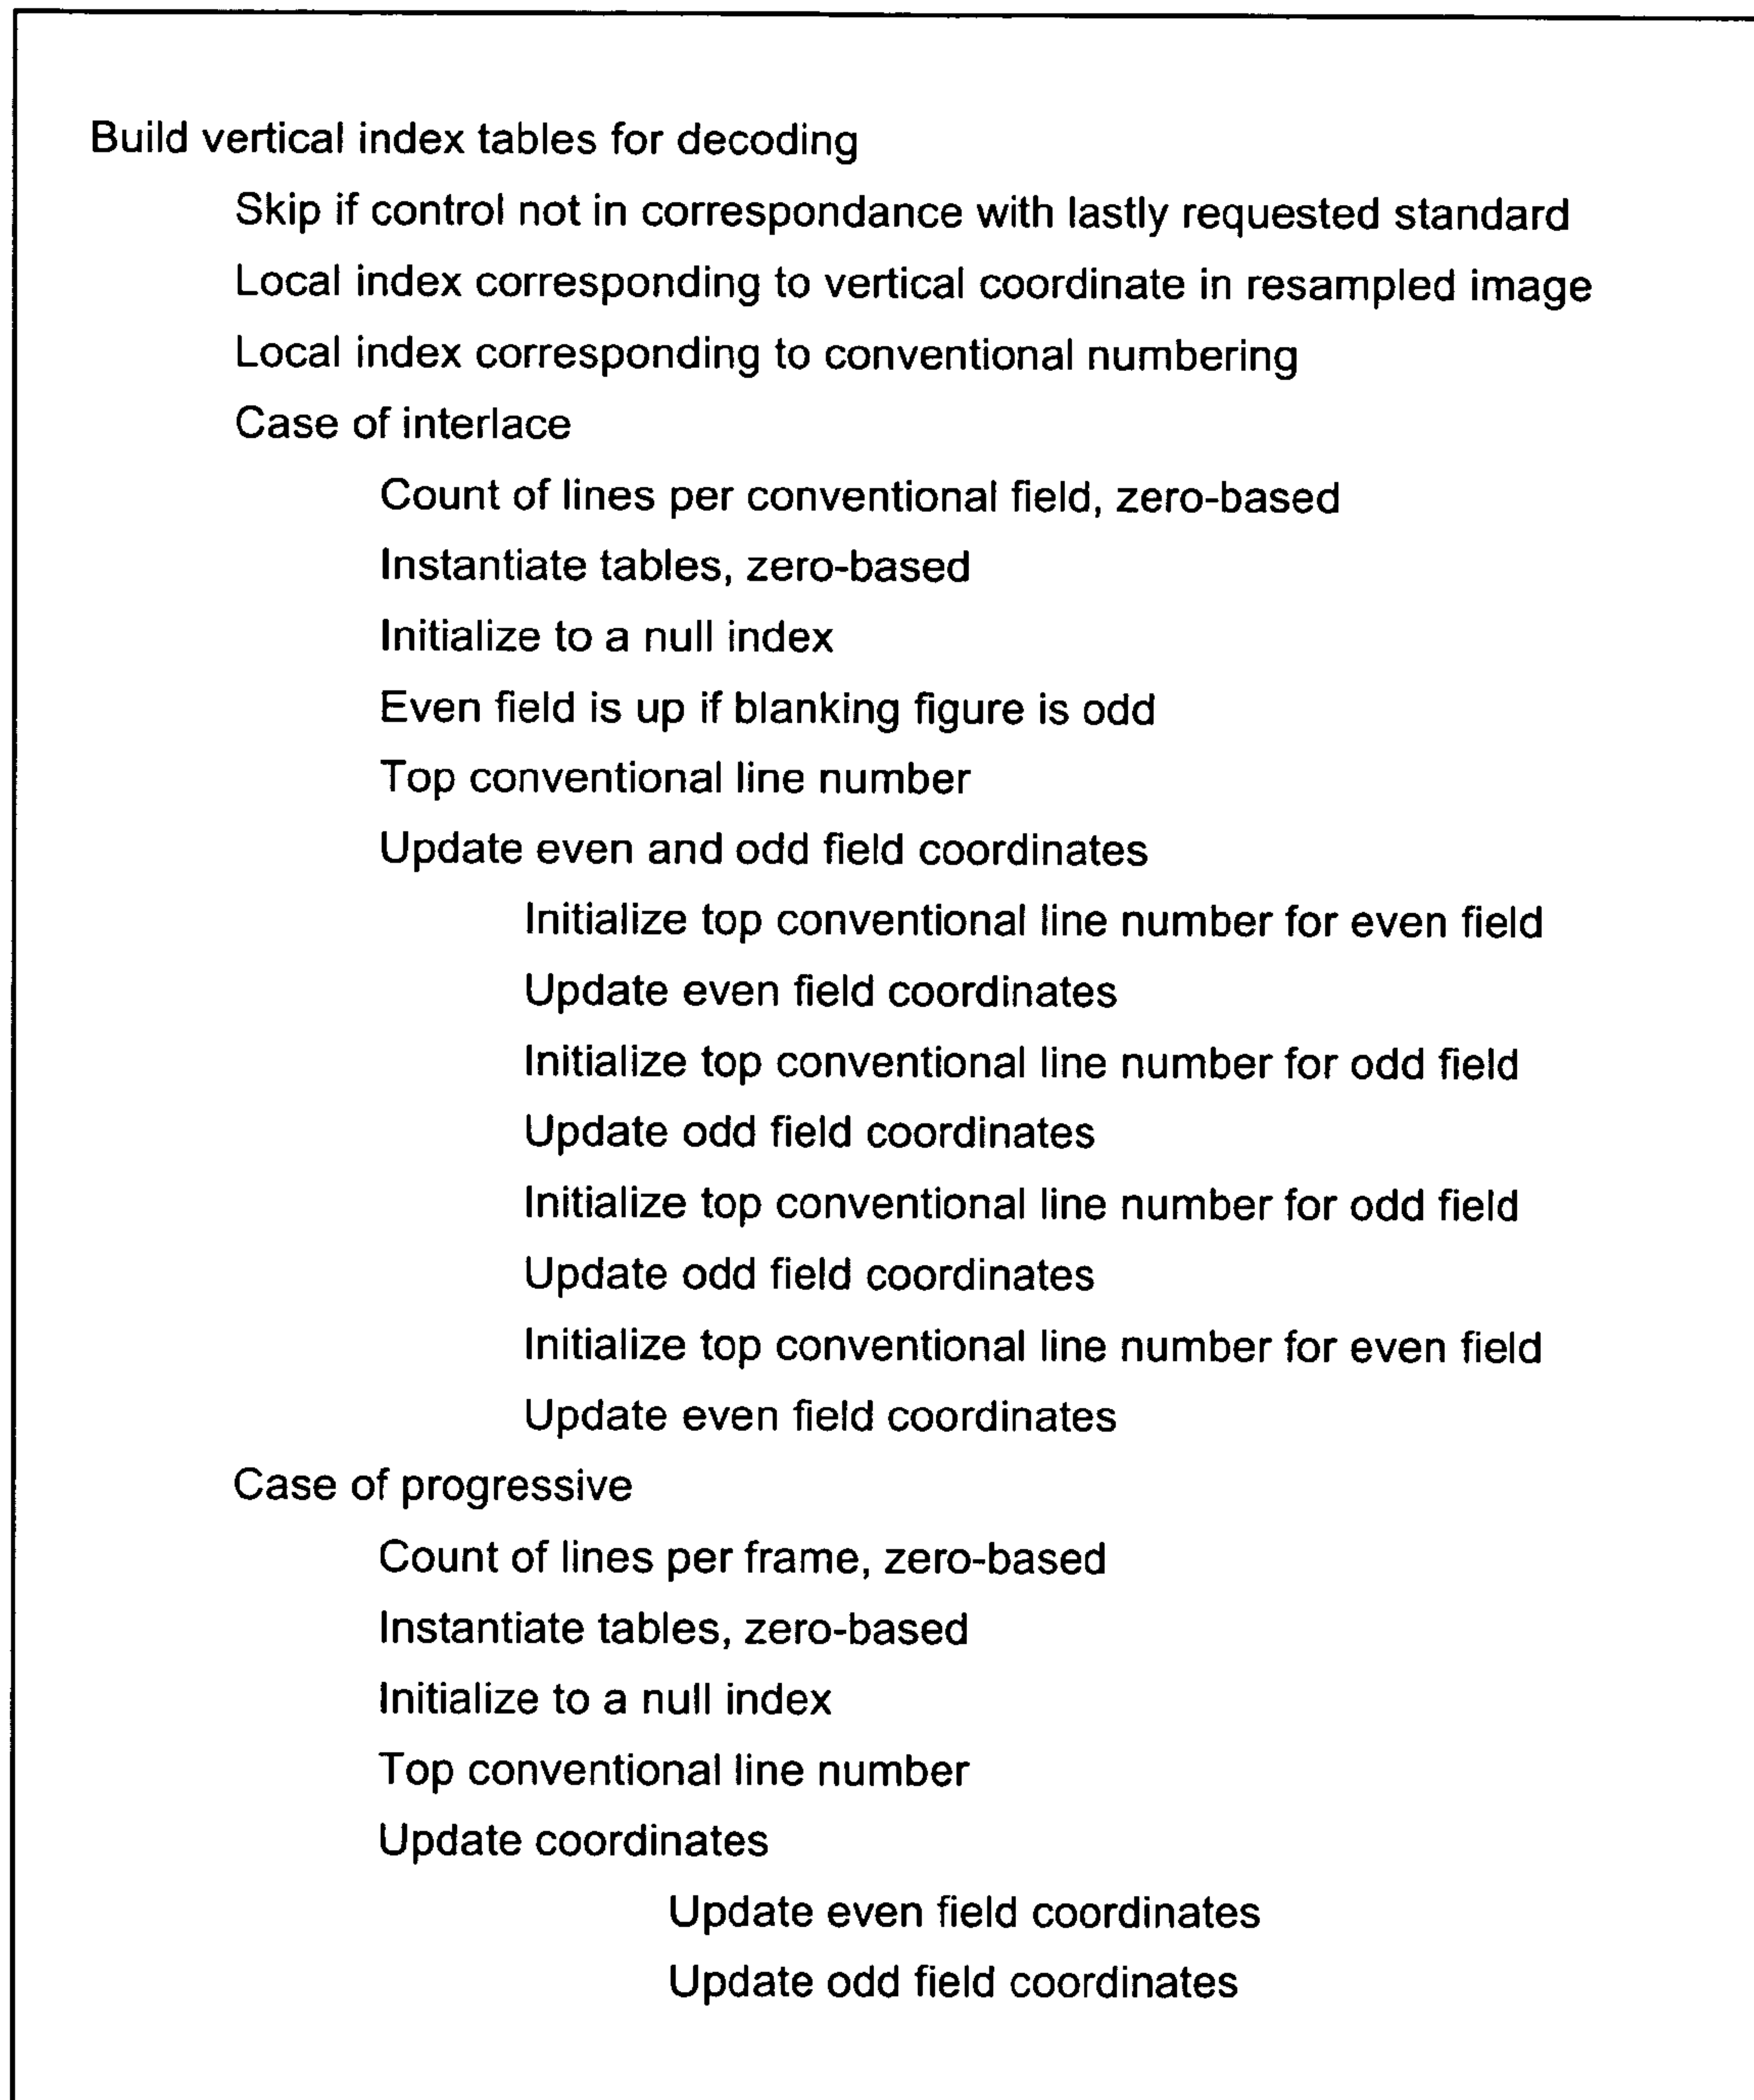 Build vertical index tables for decoding
Skip if control not in correspondance with lastly requested standard
Local index corresponding to vertical coordinate in resampled image
Local index corresponding to conventional numbering
Case of interlace
Count of lines per conventional field, zero-based
Instantiate tables, zero-based
Initialize to a null index
Even field is up if blanking figure is odd
Top conventional line number
Update even and odd field coordinates
Initialize top conventional line number for even field
Update even field coordinates
Initialize top conventional line number for odd field
Update odd field coordinates
Initialize top conventional line number for odd field
Update odd field coordinates
Initialize top conventional line number for even field
Update even field coordinates
Case of progressive
Count of lines per frame, zero-based
Instantiate tables, zero-based
Initialize to a null index
Top conventional line number
Update coordinates
Update even field coordinates
Update odd field coordinates